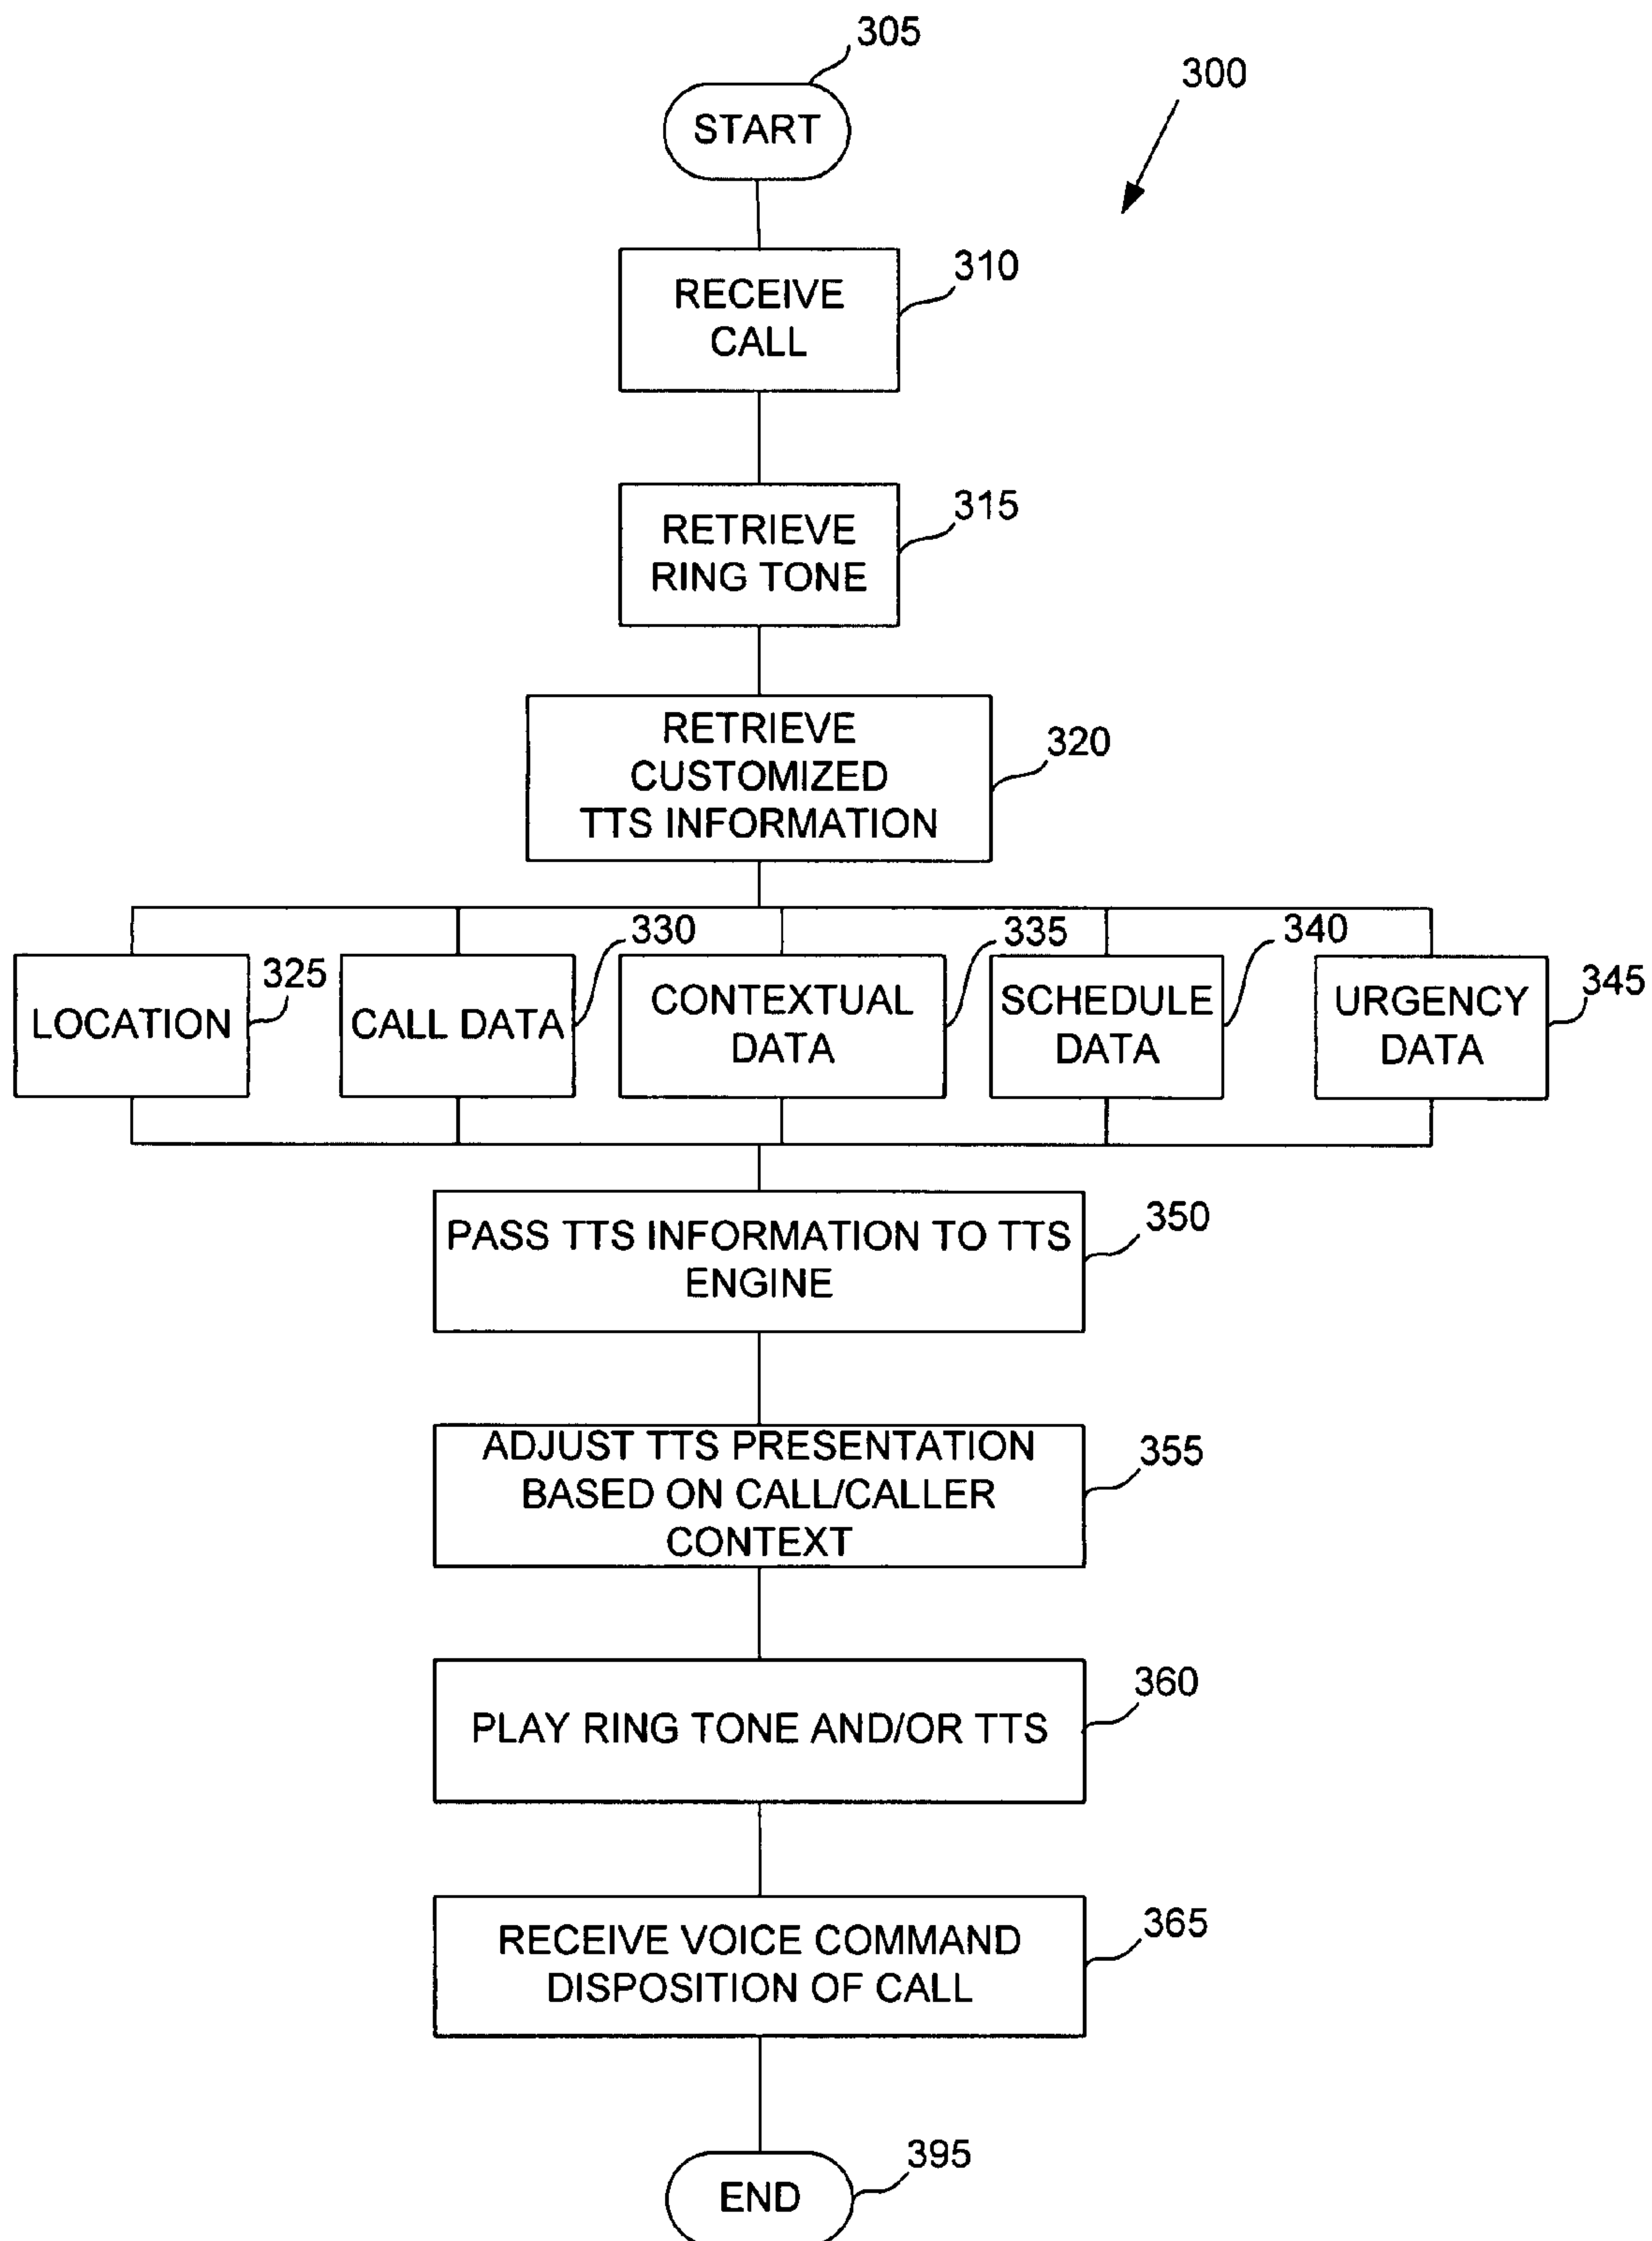 305
300
START
310
RECEIVE
CALL
315
RETRIEVE
RING TONE
320
RETRIEVE
CUSTOMIZED
TTS INFORMATION
325
LOCATION
330
CALL DATA
335
CONTEXTUAL
DATA
340
SCHEDULE
DATA
345
URGENCY
DATA
350
PASS TTS INFORMATION TO TTS
ENGINE
355
ADJUST TTS PRESENTATION
BASED ON CALL/CALLER
CONTEXT
360
PLAY RING TONE AND/OR TTS
365
RECEIVE VOICE COMMAND
DISPOSITION OF CALL
395
END